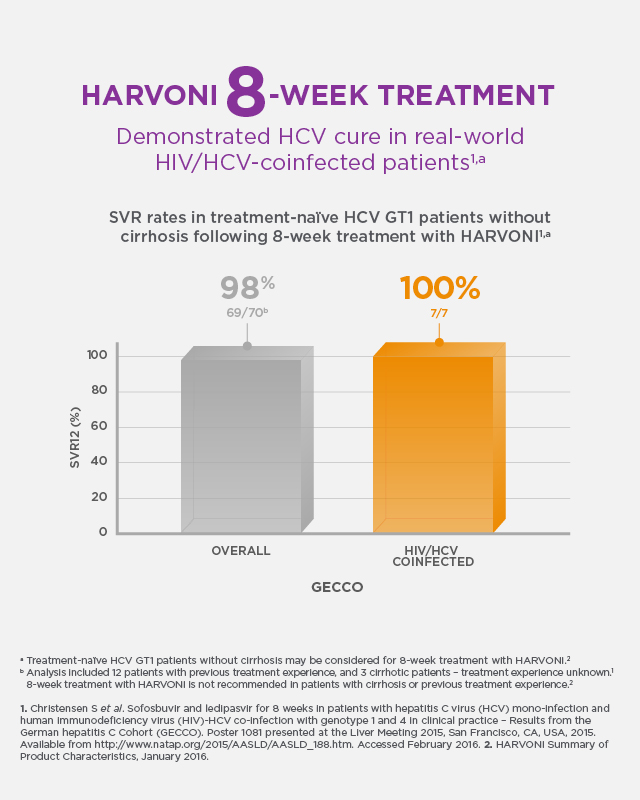 HARVONI 8-WEEK TREATMENT
Demonstrated HCV cure in real-world
HIV/HCV-coinfected patients1,a
SVR rates in treatment-naïve HCV GT1 patients without
cirrhosis following 8-week treatment with HARVONI1,a
98% 100%
69/70b 7/7
SVR12 (%)
100
80
60
40
20
0
OVERALL
HIV/HCV
COINFECTED
GECCO
a Treatment-naïve HCV GT1 patients without cirrhosis may be considered for 8-week treatment with HARVONI.2
b Analysis included 12 patients with previous treatment experience, and 3 cirrhotic patients – treatment experience unknown.1
8-week treatment with HARVONI is not recommended in patients with cirrhosis or previous treatment experience.2
1. Christensen S et al. Sofosbuvir and ledipasvir for 8 weeks in patients with hepatitis C virus (HCV) mono-infection and
human immunodeficiency virus (HIV)-HCV co-infection with genotype 1 and 4 in clinical practice – Results from the
German hepatitis C Cohort (GECCO). Poster 1081 presented at the Liver Meeting 2015, San Francisco, CA, USA, 2015.
Available from http://www.natap.org/2015/AASLD/AASLD_188.htm. Accessed February 2016. 2. HARVONI Summary of
Product Characteristics, January 2016.